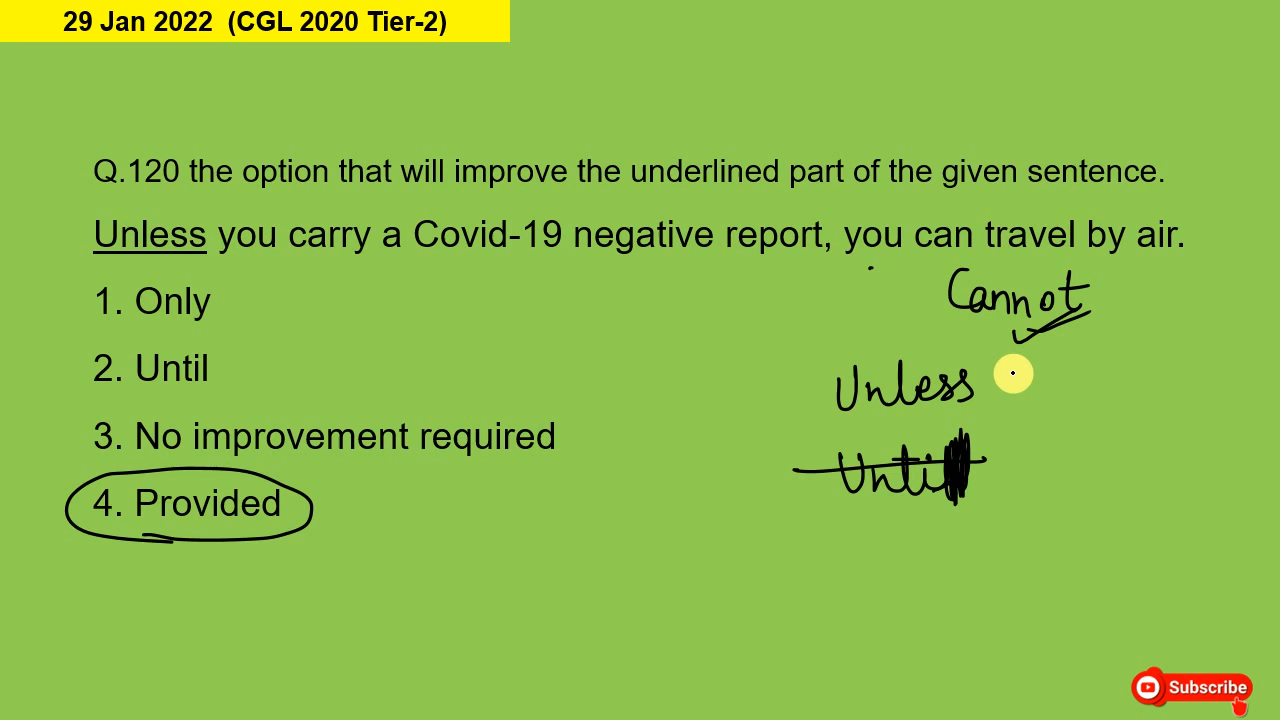 29 Jan 2022 (CGL 2020 Tier-2)
Q.120 the option that will improve the underlined part of the given sentence.
Unless you carry a Covid-19 negative report, you can travel by air.
1. Only
Cannot
2. Until
Unless
3. No improvement required
Until
4. Provided
Subscribe